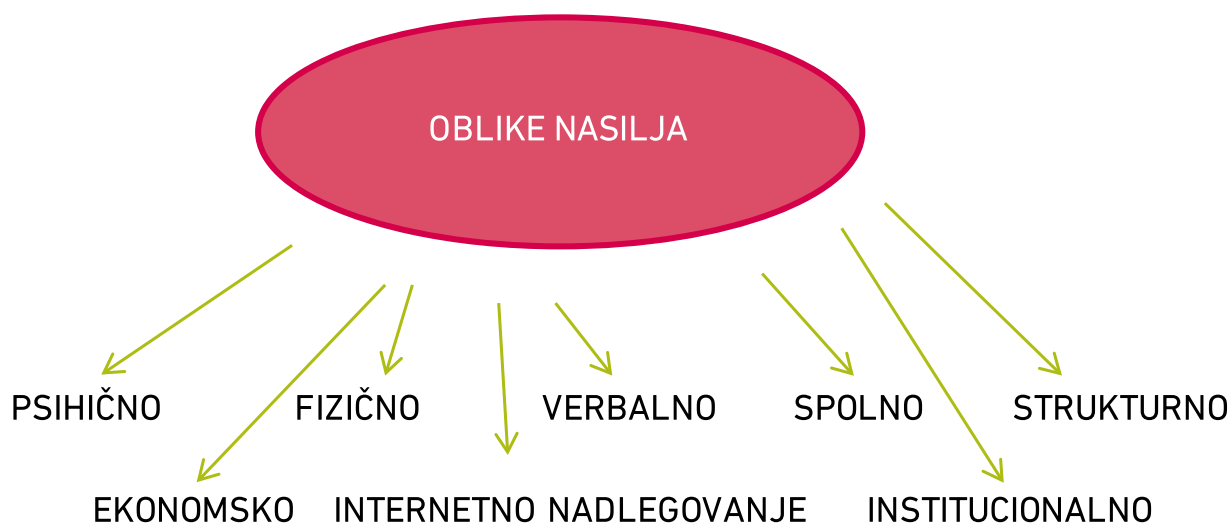 OBLIKE NASILJA
PSIHIČNO FIZIČNO VERBALNO SPOLNO STRUKTURNO
EKONOMSKO INTERNETNO NADLEGOVANJE INSTITUCIONALNO